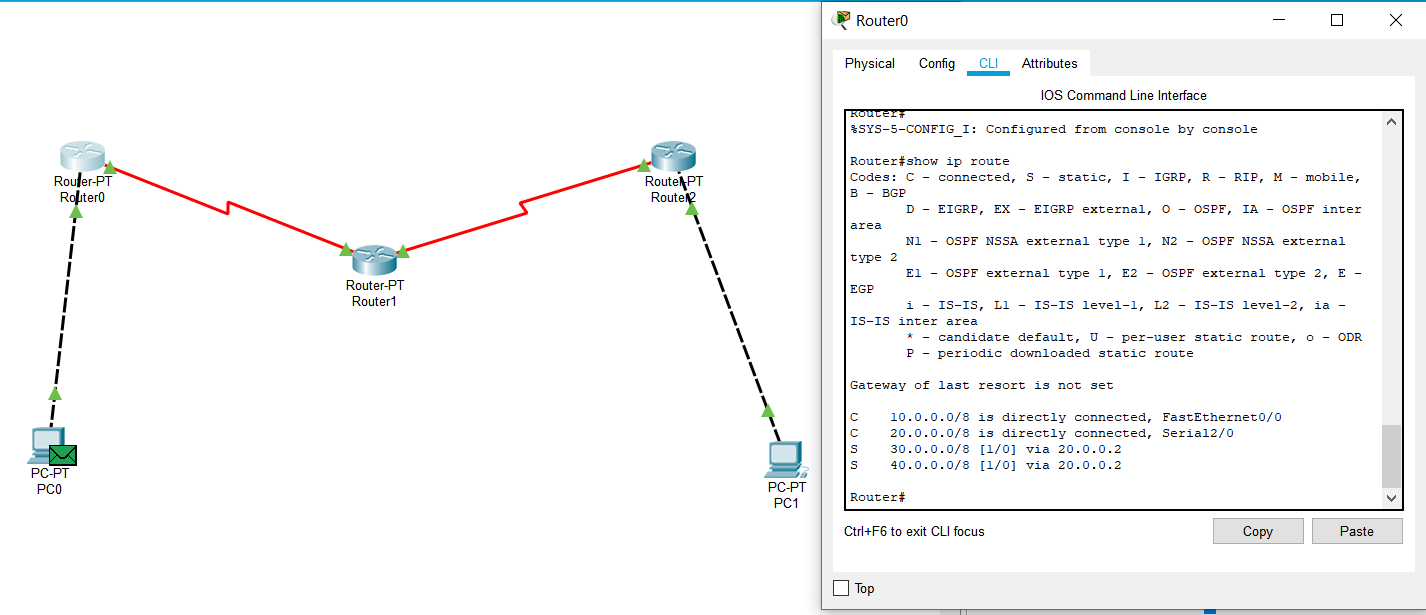 Router-PT
Router0
Router-PT
Router2
Router-PT
Router1
PC-PT
PC0
PC-PT
PC1
Router0
Physical
Config
CLI
Attributes
IOS Command Line Interface
Router#
%SYS-5-CONFIG_I: Configured from console by console
Router#show ip route
Codes: C - connected, S - static, I - IGRP, R - RIP, M - mobile,
B - BGP
D - EIGRP, EX - EIGRP external, O - OSPF, IA - OSPF inter
area
N1 - OSPF NSSA external type 1, N2 - OSPF NSSA external
type 2
E1 - OSPF external type 1, E2 - OSPF external type 2, E -
EGP
i - IS-IS, L1 - IS-IS level-1, L2 - IS-IS level-2, ia -
IS-IS inter area
* - candidate default, U - per-user static route, o - ODR
P - periodic downloaded static route
Gateway of last resort is not set
C 10.0.0.0/8 is directly connected, FastEthernet0/0
C 20.0.0.0/8 is directly connected, Serial2/0
S 30.0.0.0/8 [1/0] via 20.0.0.2
S 40.0.0.0/8 [1/0] via 20.0.0.2
Router#
Ctrl+F6 to exit CLI focus
Copy
Paste
Top